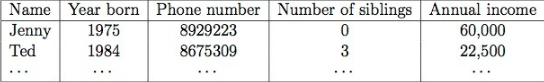 Name Year born Phone number Number of siblings Annual income
Jenny 1975 8929223 0 60,000
Ted 1984 8675309 3 22,500
... ... ... ... ...